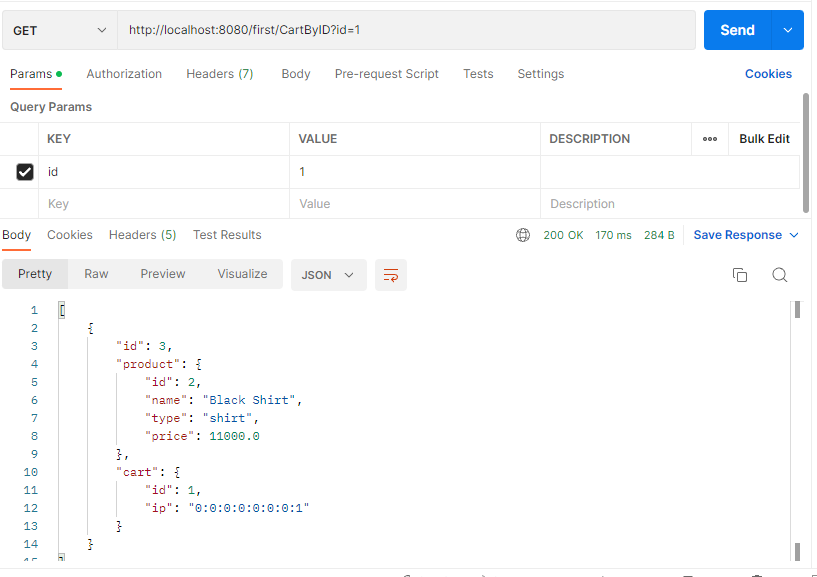 GET http://localhost:8080/first/CartByID?id=1 Send
Params Authorization Headers (7) Body Pre-request Script Tests Settings Cookies
Query Params
KEY VALUE DESCRIPTION Bulk Edit
id 1
Key Value Description
Body Cookies Headers (5) Test Results 200 OK 170 ms 284 B Save Response
Pretty Raw Preview Visualize JSON
1 [
2 {
3 "id": 3,
4 "product": {
5 "id": 2,
6 "name": "Black Shirt",
7 "type": "shirt",
8 "price": 11000.0
9 },
10 "cart": {
11 "id": 1,
12 "ip": "0:0:0:0:0:0:0:1"
13 }
14 }
15 ]